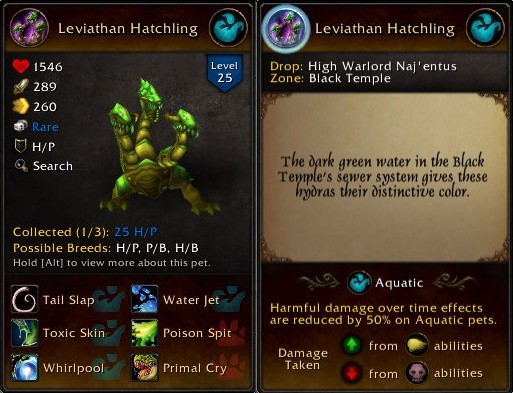 Leviathan Hatchling
Level
25
1546
289
260
Rare
H/P
Search
Collected (1/3): 25 H/P
Possible Breeds: H/P, P/B, H/B
Hold [Alt] to view more about this pet.
Tail Slap
Water Jet
Toxic Skin
Poison Spit
Whirlpool
Primal Cry
Leviathan Hatchling
Drop: High Warlord Naj'entus
Zone: Black Temple
The dark green water in the Black
Temple's sewer system gives these
hydras their distinctive color.
Aquatic
Harmful damage over time effects
are reduced by 50% on Aquatic pets.
Damage
Taken
from abilities
from abilities